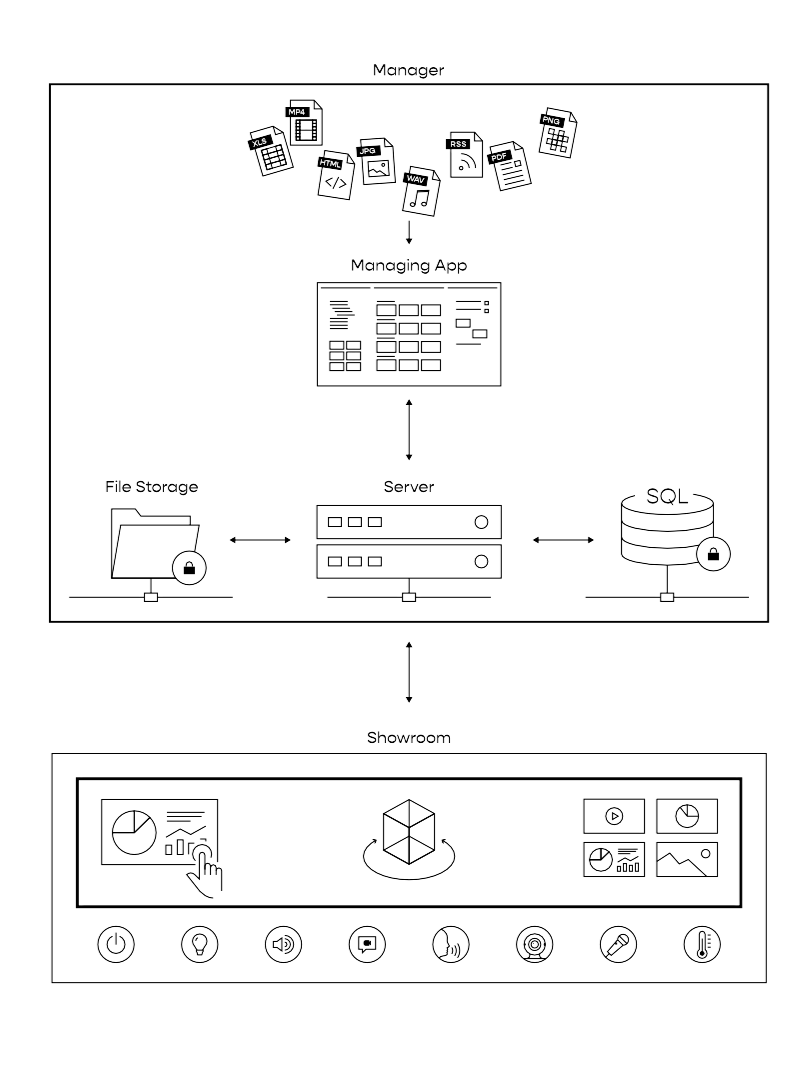 Manager
MP4
XLS
HTML
JPG
WAV
RSS
PDF
PNG
Managing App
File Storage
Server
SQL
Showroom